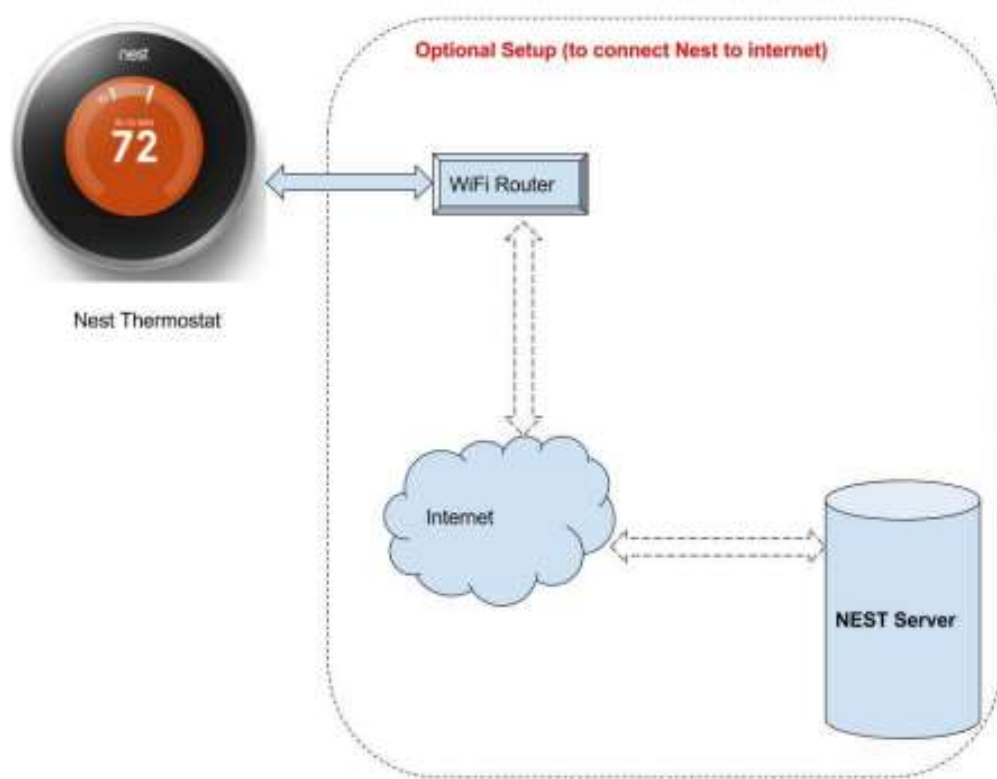 Optional Setup (to connect Nest to internet)
nest
72
WiFi Router
Nest Thermostat
Internet
NEST Server